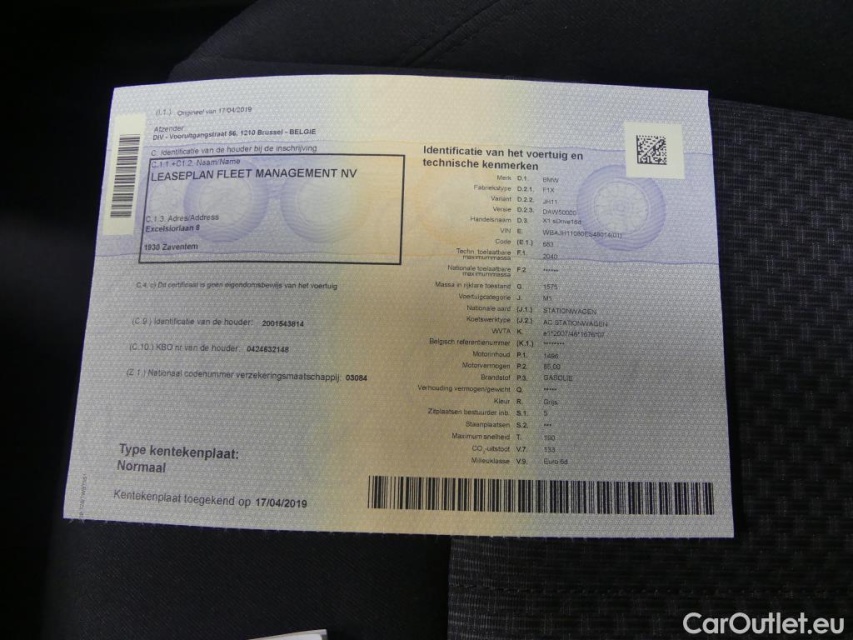 (I.1.) Origineel van 17/04/2019
Afzender:
DIV - Vooruitgangstraat 56, 1210 Brussel - BELGIE
C. Identificatie van de houder bij de inschrijving
C.1.1.+C1.2. Naam/Name
LEASEPLAN FLEET MANAGEMENT NV
C.1.3. Adres/Address
Excelsiorlaan 8
1930 Zaventem
C.4. c) Dit certificaat is geen eigendomsbewijs van het voertuig
(C.9.) Identificatie van de houder: 2001543814
(C.10.) KBO nr van de houder: 0424632148
(Z.1.) Nationaal codenummer verzekeringsmaatschappij: 03084
Type kentekenplaat:
Normaal
Kentekenplaat toegekend op 17/04/2019
Identificatie van het voertuig en
technische kenmerken
Merk D.1. BMW
Fabriekstype D.2.1. F1X
Variant D.2.2. JH11
Versie D.2.3. DAW50000
Handelsnaam D.3. X1 sDrive16d
VIN E.
Code (E.1.) 653
Techn. toelaatbare
maximummassa F.1. 2040
Nationale toelaatbare
maximummassa F.2. ******
Massa in rijklare toestand G. 1575
Voertuigcategorie J. M1
Nationale aard (J.1.) STATIONWAGEN
Koetswerktype (J.2.) AC STATIONWAGEN
WVTA K.
Belgisch referentienummer (K.1.) ********
Motorinhoud P.1. 1496
Motorvermogen P.2. 85,00
Brandstof P.3. GASOLIE
Verhouding vermogen/gewicht Q. *****
Kleur R. Grijs
Zitplaatsen bestuurder inb. S.1. 5
Staanplaatsen S.2. ***
Maximum snelheid T. 190
CO2-uitstoot V.7. 133
Milieuklasse V.9. Euro 6d
CarOutlet.eu